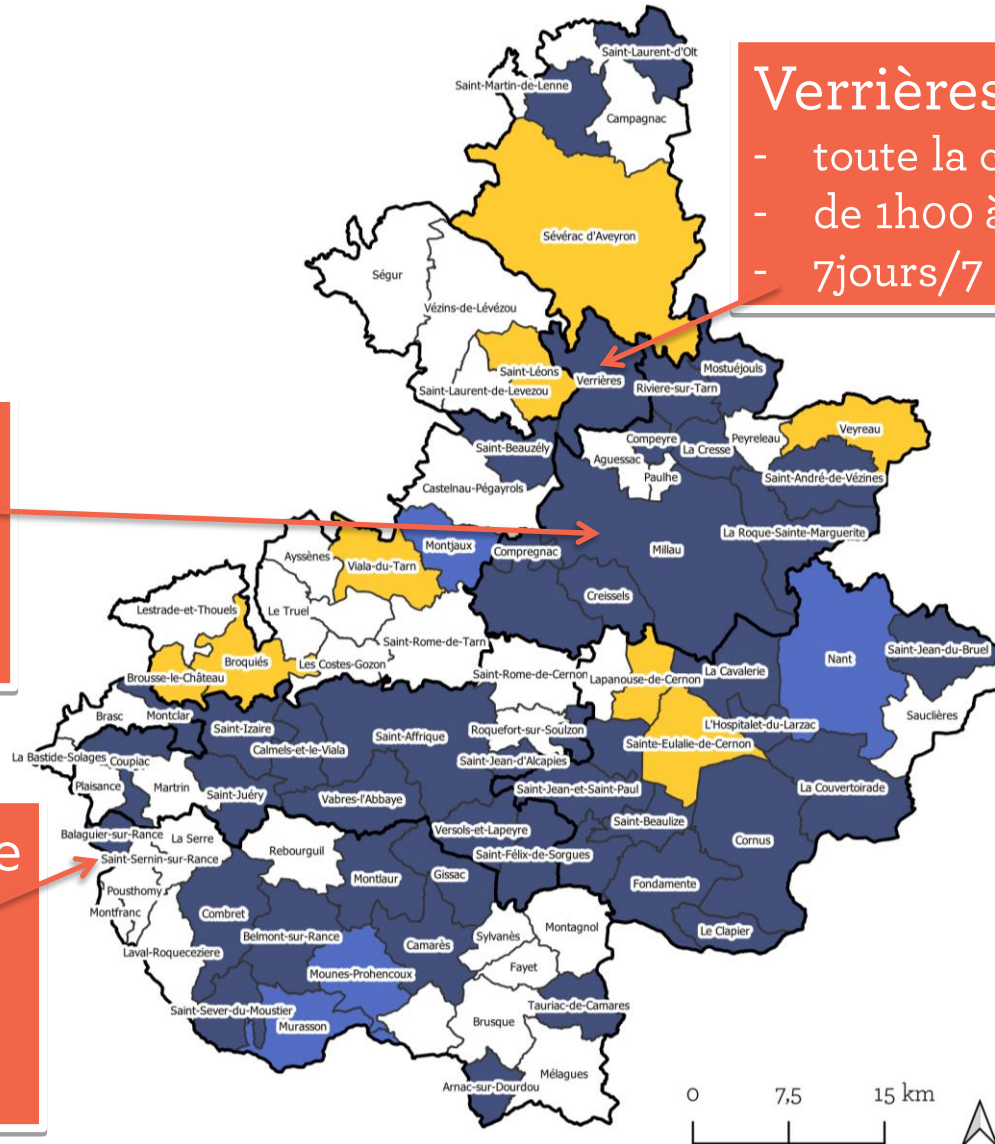 Saint-Laurent-d'Olt
Saint-Martin-de-Lenne
Campagnac
Verrières
- toute la
- de 1h00 à
- 7jours/7
Sévérac d'Aveyron
Ségur
Vézins-de-Lévézou
Saint-Léons
Verrières
Mostuéjouls
Riviere-sur-Tarn
Saint-Laurent-de-Levezou
Saint-Beauzély
Compeyre
Peyreleau
Veyreau
La Cresse
Aguessac
Paulhe
Castelnau-Pégayrols
Saint-André-de-Vézines
La Roque-Sainte-Marguerite
Montjaux
Compregnac
Millau
Ayssènes
Viala-du-Tarn
Creissels
Lestrade-et-Thouels
Le Truel
Saint-Rome-de-Tarn
Saint-Jean-du-Bruel
Nant
Broquiés
Les Costes-Gozon
Brousse-le-Château
Saint-Rome-de-Cernon
Lapanouse-de-Cernon
La Cavalerie
Sauclières
Brasc
Montclar
Saint-Izaire
Saint-Affrique
Roquefort-sur-Soulzon
L'Hospitalet-du-Larzac
Sainte-Eulalie-de-Cernon
Calmels-et-le-Viala
La Bastide-Solages
Coupiac
Saint-Jean-d'Alcapies
Plaisance
Martrin
Saint-Juéry
Vabres-l'Abbaye
Saint-Jean-et-Saint-Paul
La Couvertoirade
Saint-Beaulize
Balaguier-sur-Rance
La Serre
Versols-et-Lapeyre
Cornus
e
Saint-Sernin-sur-Rance
Rebourguil
Saint-Félix-de-Sorgues
Pousthomy
Montlaur
Gissac
Fondamente
Montfranc
Combret
Montagnol
Le Clapier
Belmont-sur-Rance
Camarès
Sylvanès
Laval-Roqueceziere
Mounes-Prohencoux
Fayet
Saint-Sever-du-Moustier
Tauriac-de-Camares
Murasson
Brusque
Mélagues
Arnac-sur-Dourdou
0 7,5 15 km